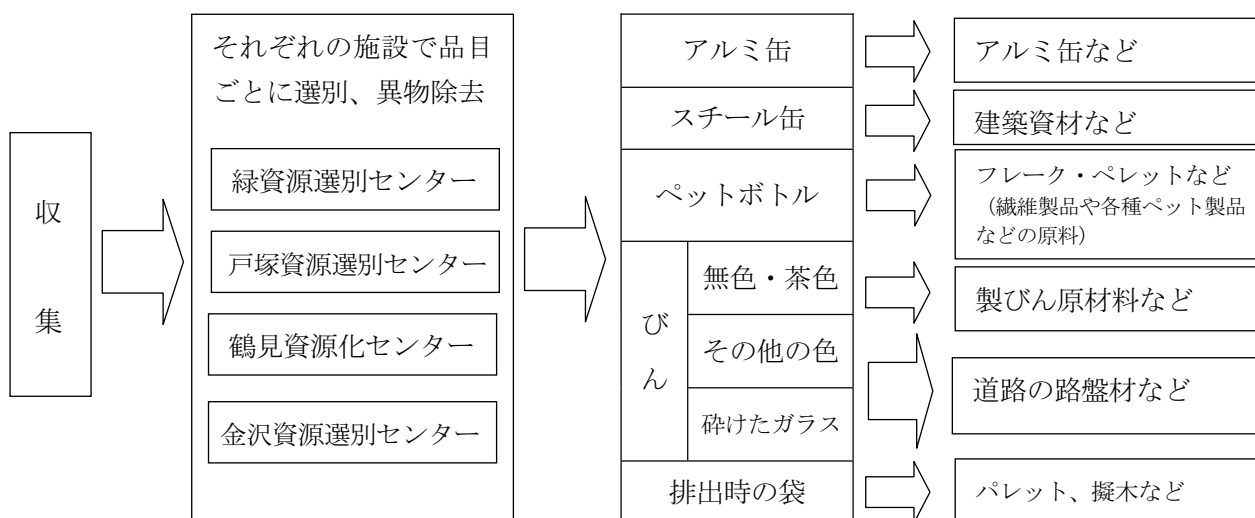 収
集
それぞれの施設で品目
ごとに選別、異物除去
緑資源選別センター
戸塚資源選別センター
鶴見資源化センター
金沢資源選別センター
アルミ缶
スチール缶
ペットボトル
びん
無色・茶色
その他の色
砕けたガラス
排出時の袋
アルミ缶など
建築資材など
フレーク・ペレットなど
（繊維製品や各種ペット製品
などの原料）
製びん原材料など
道路の路盤材など
パレット、擬木など